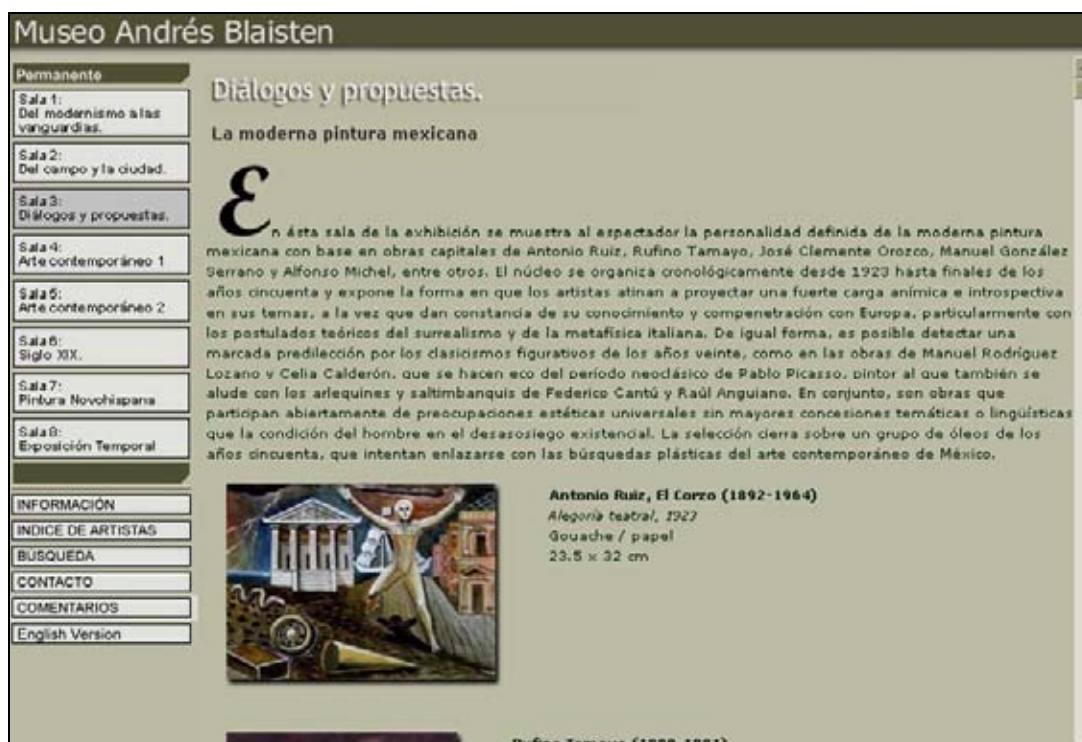 Museo Andrés Blaisten
Permanente
Sala 1:
Del modernismo a las
vanguardias.
Sala 2:
Del campo y la ciudad.
Sala 3:
Diálogos y propuestas.
Sala 4:
Arte contemporáneo 1
Sala 5:
Arte contemporáneo 2
Sala 6:
Siglo XIX.
Sala 7:
Pintura Novohispana
Sala 8:
Exposición Temporal
INFORMACIÓN
INDICE DE ARTISTAS
BÚSQUEDA
CONTACTO
COMENTARIOS
English Version
Diálogos y propuestas.
La moderna pintura mexicana
En ésta sala de la exhibición se muestra al espectador la personalidad definida de la moderna pintura
mexicana con base en obras capitales de Antonio Ruiz, Rufino Tamayo, José Clemente Orozco, Manuel González
Serrano y Alfonso Michel, entre otros. El núcleo se organiza cronológicamente desde 1923 hasta finales de los
años cincuenta y expone la forma en que los artistas atinan a proyectar una fuerte carga anímica e introspectiva
en sus temas, a la vez que dan constancia de su conocimiento y compenetración con Europa, particularmente con
los postulados teóricos del surrealismo y de la metafísica italiana. De igual forma, es posible detectar una
marcada predilección por los clasicismos figurativos de los años veinte, como en las obras de Manuel Rodríguez
Lozano y Celia Calderón, que se hacen eco del período neoclásico de Pablo Picasso, pintor al que también se
alude con los arlequines y saltimbanquis de Federico Cantú y Raúl Anguiano. En conjunto, son obras que
participan abiertamente de preocupaciones estéticas universales sin mayores concesiones temáticas o lingüísticas
que la condición del hombre en el desasosiego existencial. La selección cierra sobre un grupo de óleos de los
años cincuenta, que intentan enlazarse con las búsquedas plásticas del arte contemporáneo de México.
Antonio Ruiz, El Corzo (1892-1964)
Alegoría teatral, 1923
Gouache / papel
23.5 x 32 cm
Rufino Tamayo (1899-1991)